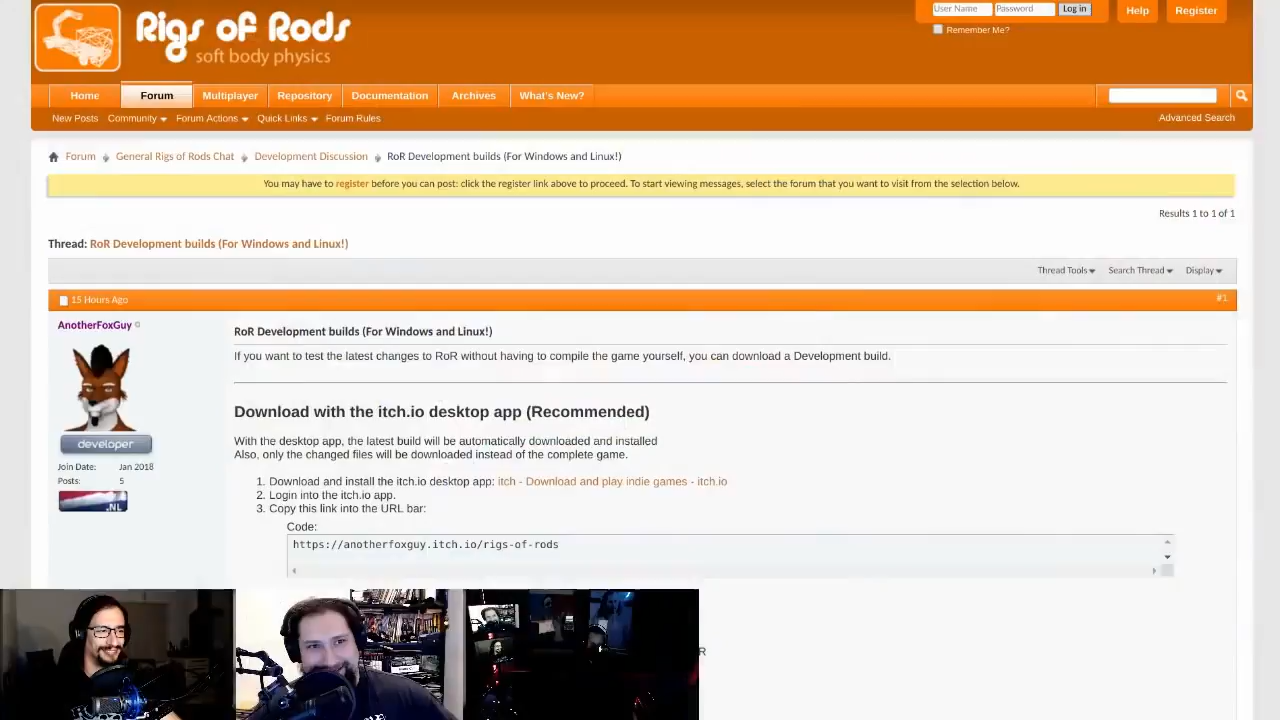 User Name
Password
Log in
Help
Register
Remember Me?
Rigs of Rods
soft body physics
Home
Forum
Multiplayer
Repository
Documentation
Archives
What's New?
New Posts
Community
Forum Actions
Quick Links
Forum Rules
Advanced Search
Forum
General Rigs of Rods Chat
Development Discussion
RoR Development builds (For Windows and Linux!)
You may have to register before you can post: click the register link above to proceed. To start viewing messages, select the forum that you want to visit from the selection below.
Results 1 to 1 of 1
Thread: RoR Development builds (For Windows and Linux!)
Thread Tools
Search Thread
Display
15 Hours Ago
#1
AnotherFoxGuy
developer
Join Date: Jan 2018
Posts: 5
.NL
RoR Development builds (For Windows and Linux!)
If you want to test the latest changes to RoR without having to compile the game yourself, you can download a Development build.
Download with the itch.io desktop app (Recommended)
With the desktop app, the latest build will be automatically downloaded and installed
Also, only the changed files will be downloaded instead of the complete game.
1. Download and install the itch.io desktop app: itch - Download and play indie games - itch.io
2. Login into the itch.io app.
3. Copy this link into the URL bar:
Code:
https://anotherfoxguy.itch.io/rigs-of-rods
R